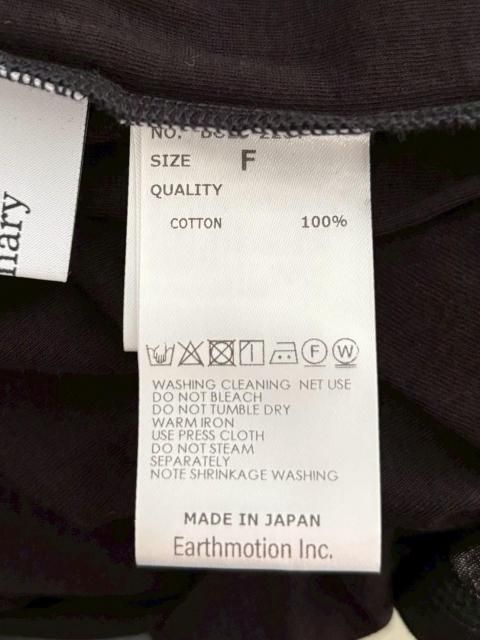 NO.
SIZE F
QUALITY
COTTON 100%
F W
WASHING CLEANING NET USE
DO NOT BLEACH
DO NOT TUMBLE DRY
WARM IRON
USE PRESS CLOTH
DO NOT STEAM
SEPARATELY
NOTE SHRINKAGE WASHING
MADE IN JAPAN
Earthmotion Inc.